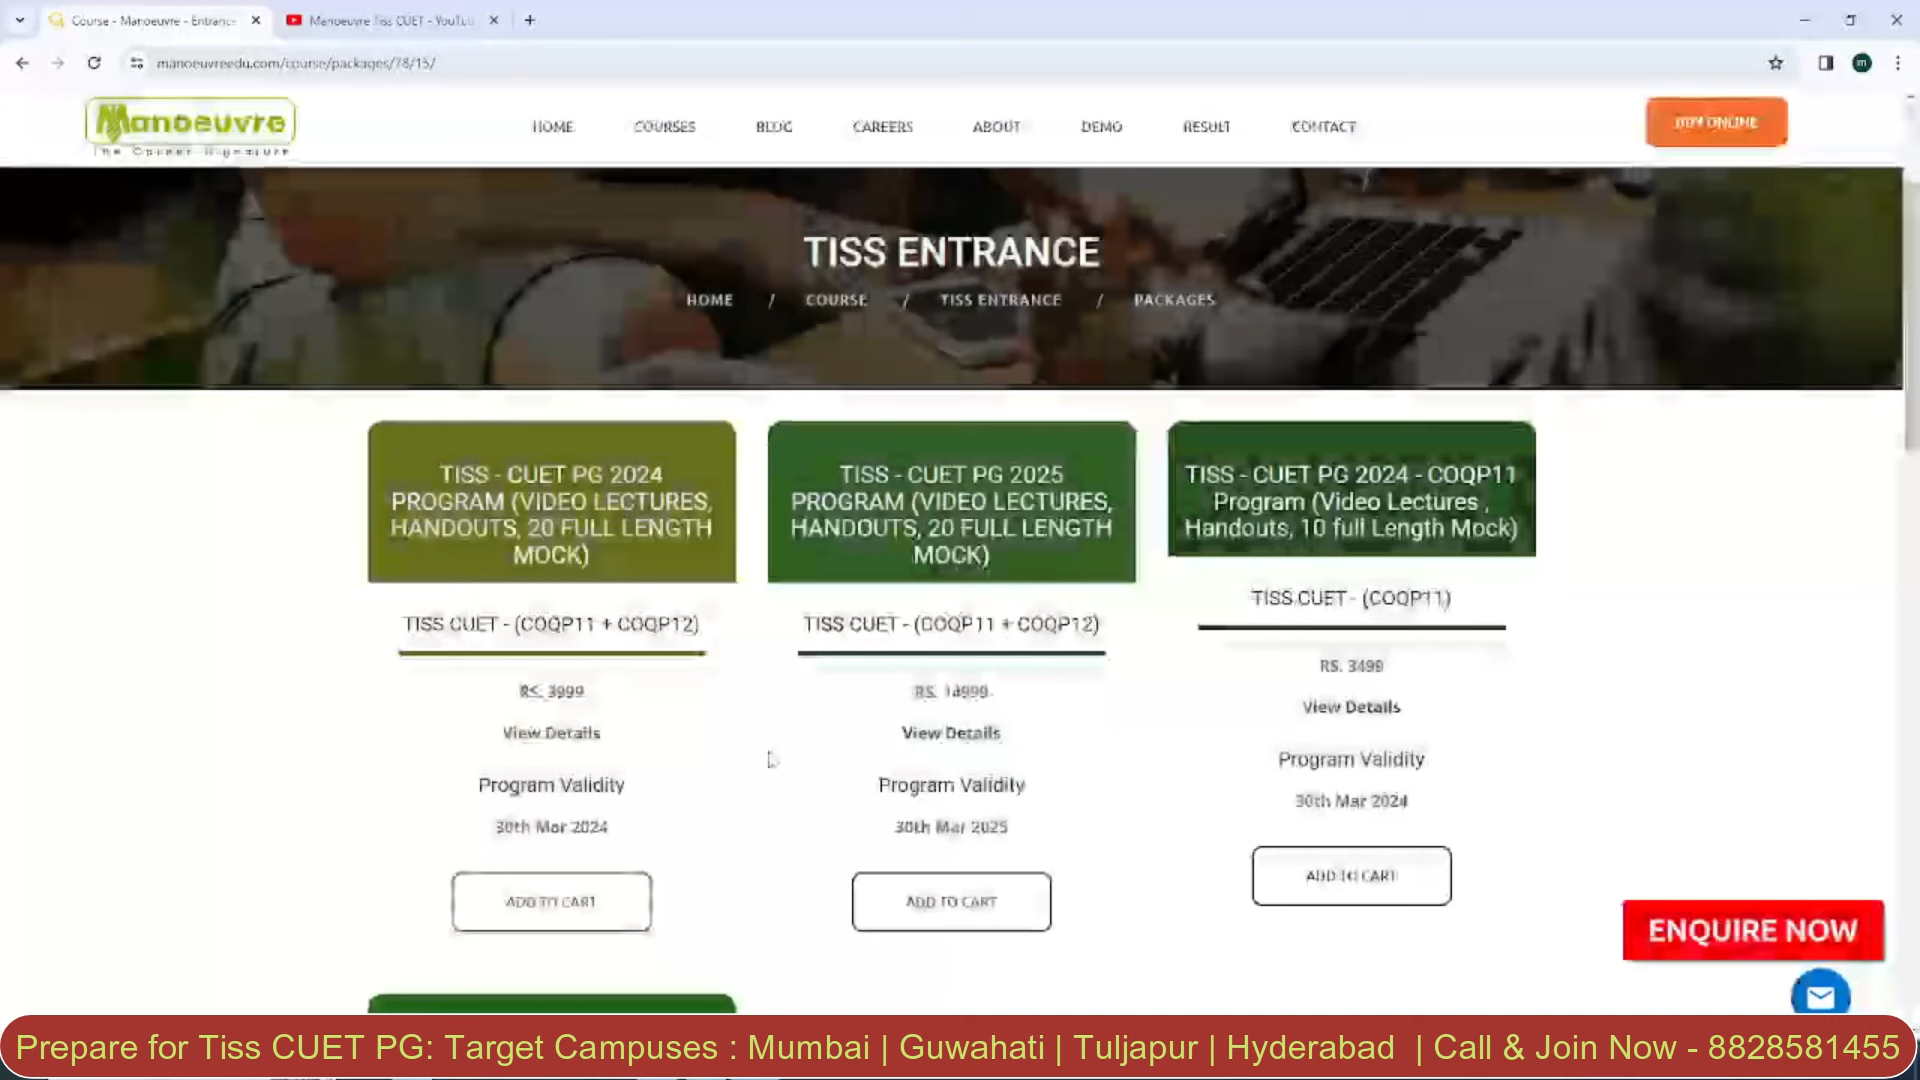 Course - Manoeuvre - Entranc
Manoeuvre Tiss CUET - YouTu
manoeuvreedu.com/course/packages/78/15/
m
Manoeuvre
The Career Signature
HOME COURSES BLOG CAREERS ABOUT DEMO RESULT CONTACT
BUY ONLINE
TISS ENTRANCE
HOME / COURSE / TISS ENTRANCE / PACKAGES
TISS - CUET PG 2024
PROGRAM (VIDEO LECTURES,
HANDOUTS, 20 FULL LENGTH
MOCK)
TISS CUET - (COQP11 + COQP12)
RS. 3999
View Details
Program Validity
30th Mar 2024
ADD TO CART
TISS - CUET PG 2025
PROGRAM (VIDEO LECTURES,
HANDOUTS, 20 FULL LENGTH
MOCK)
TISS CUET - (COQP11 + COQP12)
RS. 14999
View Details
Program Validity
30th Mar 2025
ADD TO CART
TISS - CUET PG 2024 - COQP11
Program (Video Lectures ,
Handouts, 10 full Length Mock)
TISS CUET - (COQP11)
RS. 3499
View Details
Program Validity
30th Mar 2024
ADD TO CART
ENQUIRE NOW
Prepare for Tiss CUET PG: Target Campuses : Mumbai | Guwahati | Tuljapur | Hyderabad | Call & Join Now - 8828581455